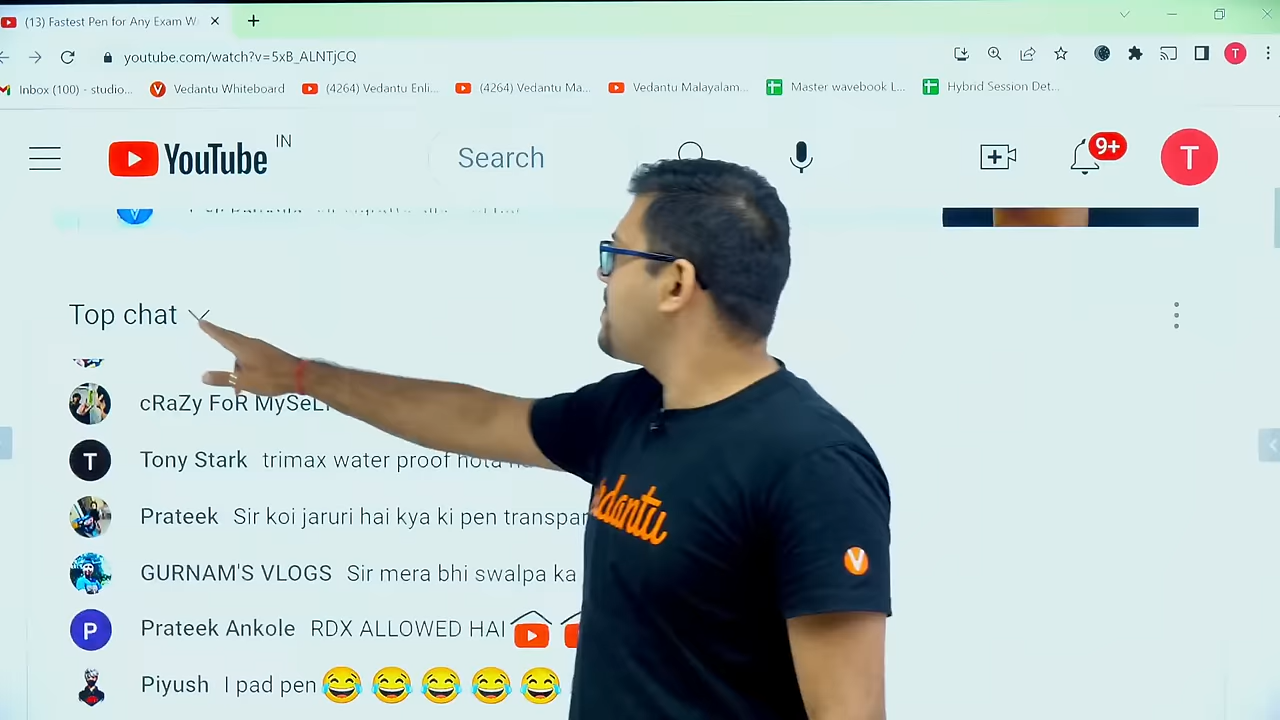 (13) Fastest Pen for Any Exam W
youtube.com/watch?v=5xB_ALNTjCQ
T
Inbox (100) - studio...
Vedantu Whiteboard
(4264) Vedantu Enli...
(4264) Vedantu Ma...
Vedantu Malayalam...
Master wavebook L...
Hybrid Session Det...
YouTube IN
Search
9+
T
Top chat
cRaZy FoR MySeL
T Tony Stark trimax water proof
Prateek Sir koi jaruri hai kya ki pen transpar
GURNAM'S VLOGS Sir mera bhi swalpa ka
P Prateek Ankole RDX ALLOWED HAI
Piyush I pad pen 😂😂😂😂😂
vedantu
V